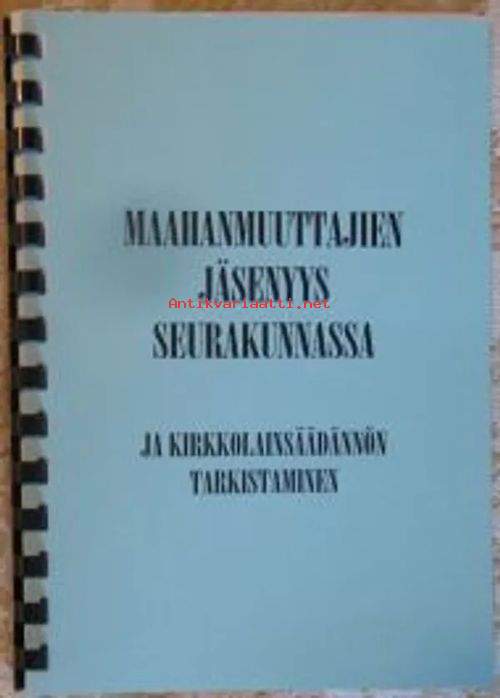 MAAHANMUUTTAJIEN
JÄSENYYS
Antikvariaatti.net
SEURAKUNNASSA
JA KIRKKOLAINSÄÄDÄNNÖN
TARKISTAMINEN